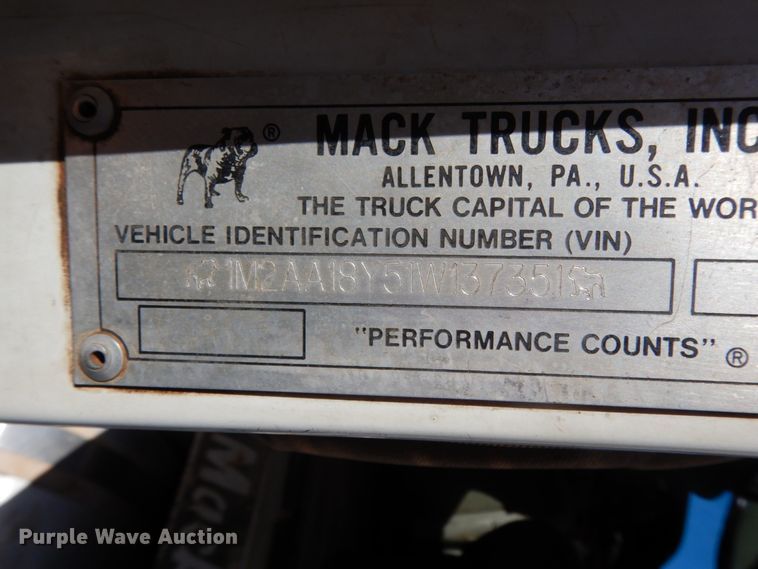 ®
MACK TRUCKS, INC
ALLENTOWN, PA., U.S.A.
THE TRUCK CAPITAL OF THE WOR
VEHICLE IDENTIFICATION NUMBER (VIN)
1M2AA18Y51W137351
"PERFORMANCE COUNTS" ®
Mack
Purple Wave Auction